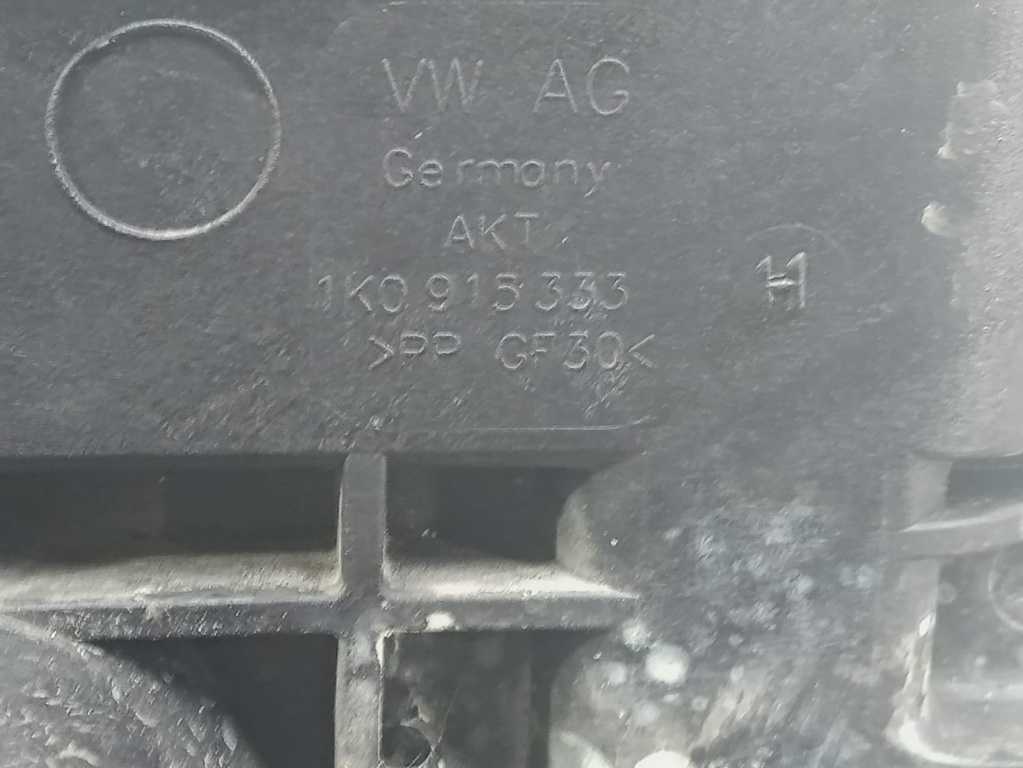 VW AG
Germany
AKT
1K0 915 333
>PP GF30<